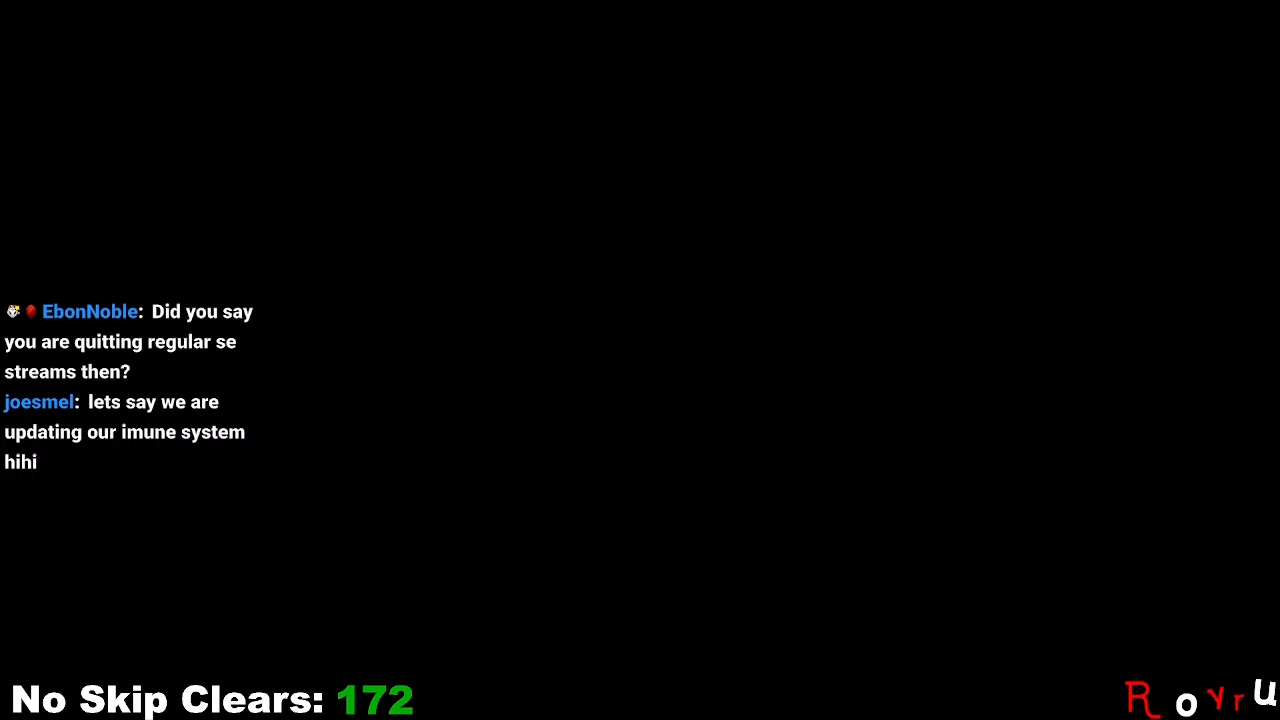 EbonNoble: Did you say
you are quitting regular se
streams then?
joesmel: lets say we are
updating our imune system
hihi
No Skip Clears: 172
Royru